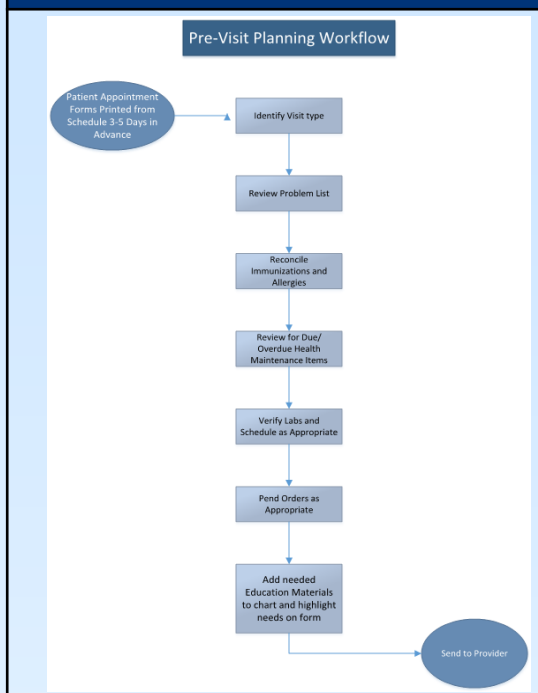 Pre-Visit Planning Workflow
Patient Appointment
Forms Printed from
Schedule 3-5 Days in
Advance
Identify Visit type
Review Problem List
Reconcile
Immunizations and
Allergies
Review for Due/
Overdue Health
Maintenance Items
Verify Labs and
Schedule as Appropriate
Pend Orders as
Appropriate
Add needed
Education Materials
to chart and highlight
needs on form
Send to Provider